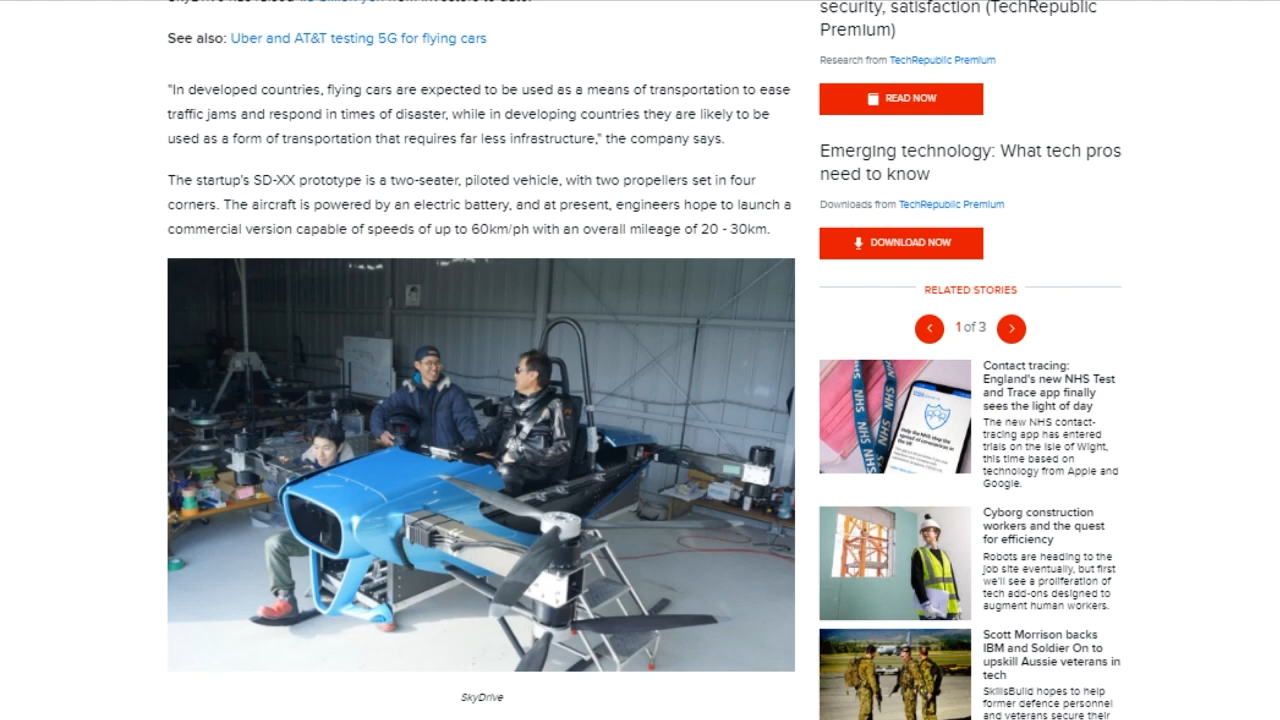 See also: Uber and AT&T testing 5G for flying cars
"In developed countries, flying cars are expected to be used as a means of transportation to ease
traffic jams and respond in times of disaster, while in developing countries they are likely to be
used as a form of transportation that requires far less infrastructure," the company says.
The startup's SD-XX prototype is a two-seater, piloted vehicle, with two propellers set in four
corners. The aircraft is powered by an electric battery, and at present, engineers hope to launch a
commercial version capable of speeds of up to 60km/ph with an overall mileage of 20 - 30km.
SkyDrive
security, satisfaction (TechRepublic
Premium)
Research from TechRepublic Premium
READ NOW
Emerging technology: What tech pros
need to know
Downloads from TechRepublic Premium
DOWNLOAD NOW
RELATED STORIES
1 of 3
NHS
NHS
NHS
NHS
Contact tracing:
England's new NHS Test
and Trace app finally
sees the light of day
The new NHS contact-
tracing app has entered
trials on the Isle of Wight,
this time based on
technology from Apple and
Google.
Cyborg construction
workers and the quest
for efficiency
Robots are heading to the
job site eventually, but first
we'll see a proliferation of
tech add-ons designed to
augment human workers.
Scott Morrison backs
IBM and Soldier On to
upskill Aussie veterans in
tech
SkillsBuild hopes to help
former defence personnel
and veterans secure their